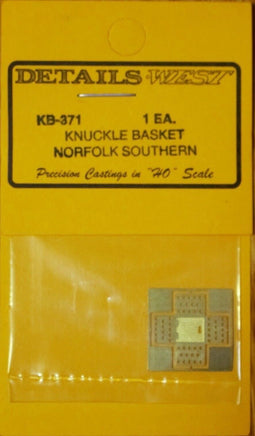 DETAILS WEST
KB-371 1 EA.
KNUCKLE BASKET
NORFOLK SOUTHERN
Precision Castings in "HO" Scale